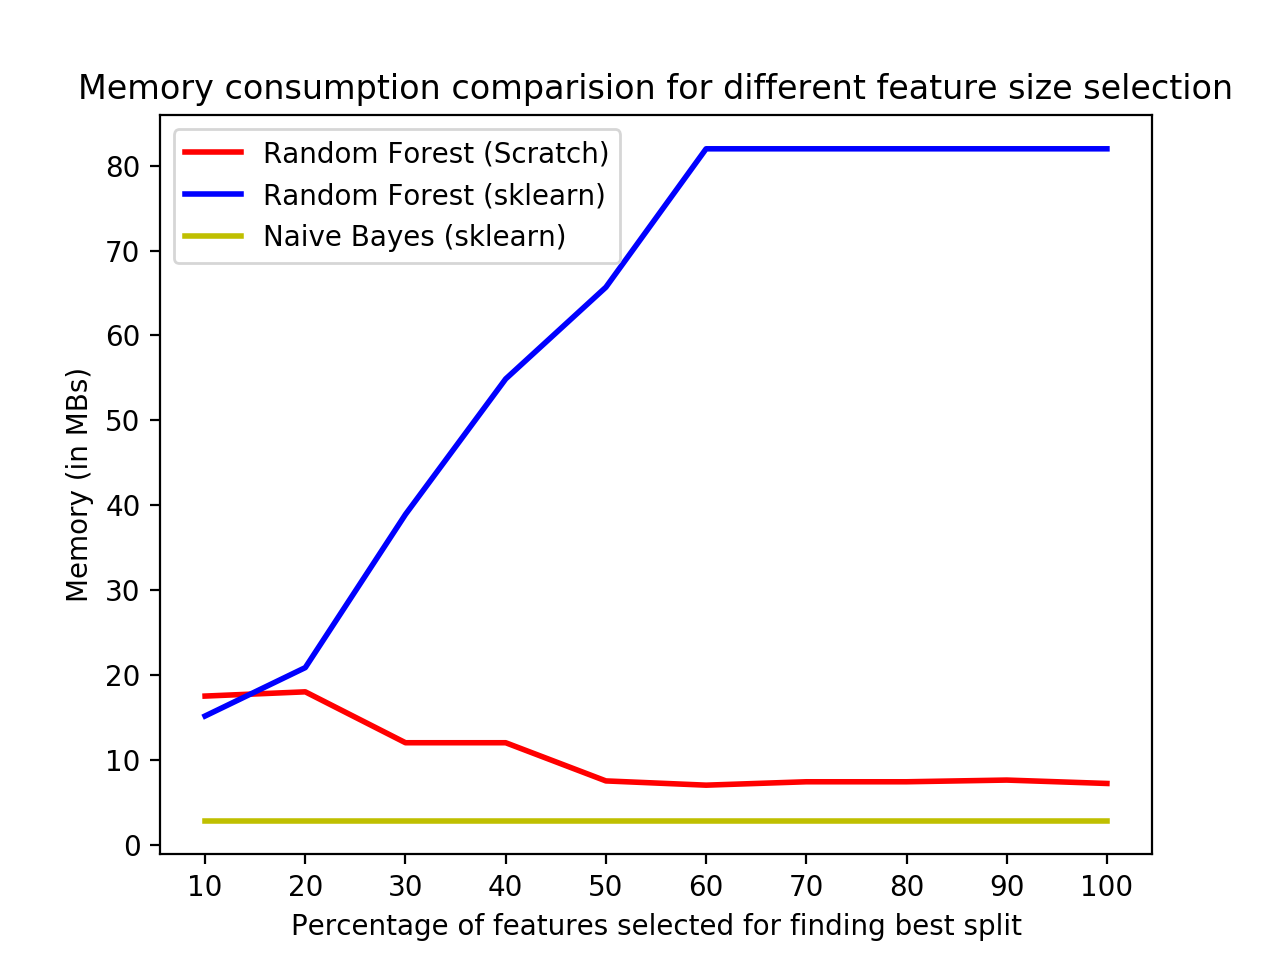 Memory consumption comparision for different feature size selection
Random Forest (Scratch)
Random Forest (sklearn)
Naive Bayes (sklearn)
80
70
60
50
40
30
20
10
0
Memory (in MBs)
10 20 30 40 50 60 70 80 90 100
Percentage of features selected for finding best split